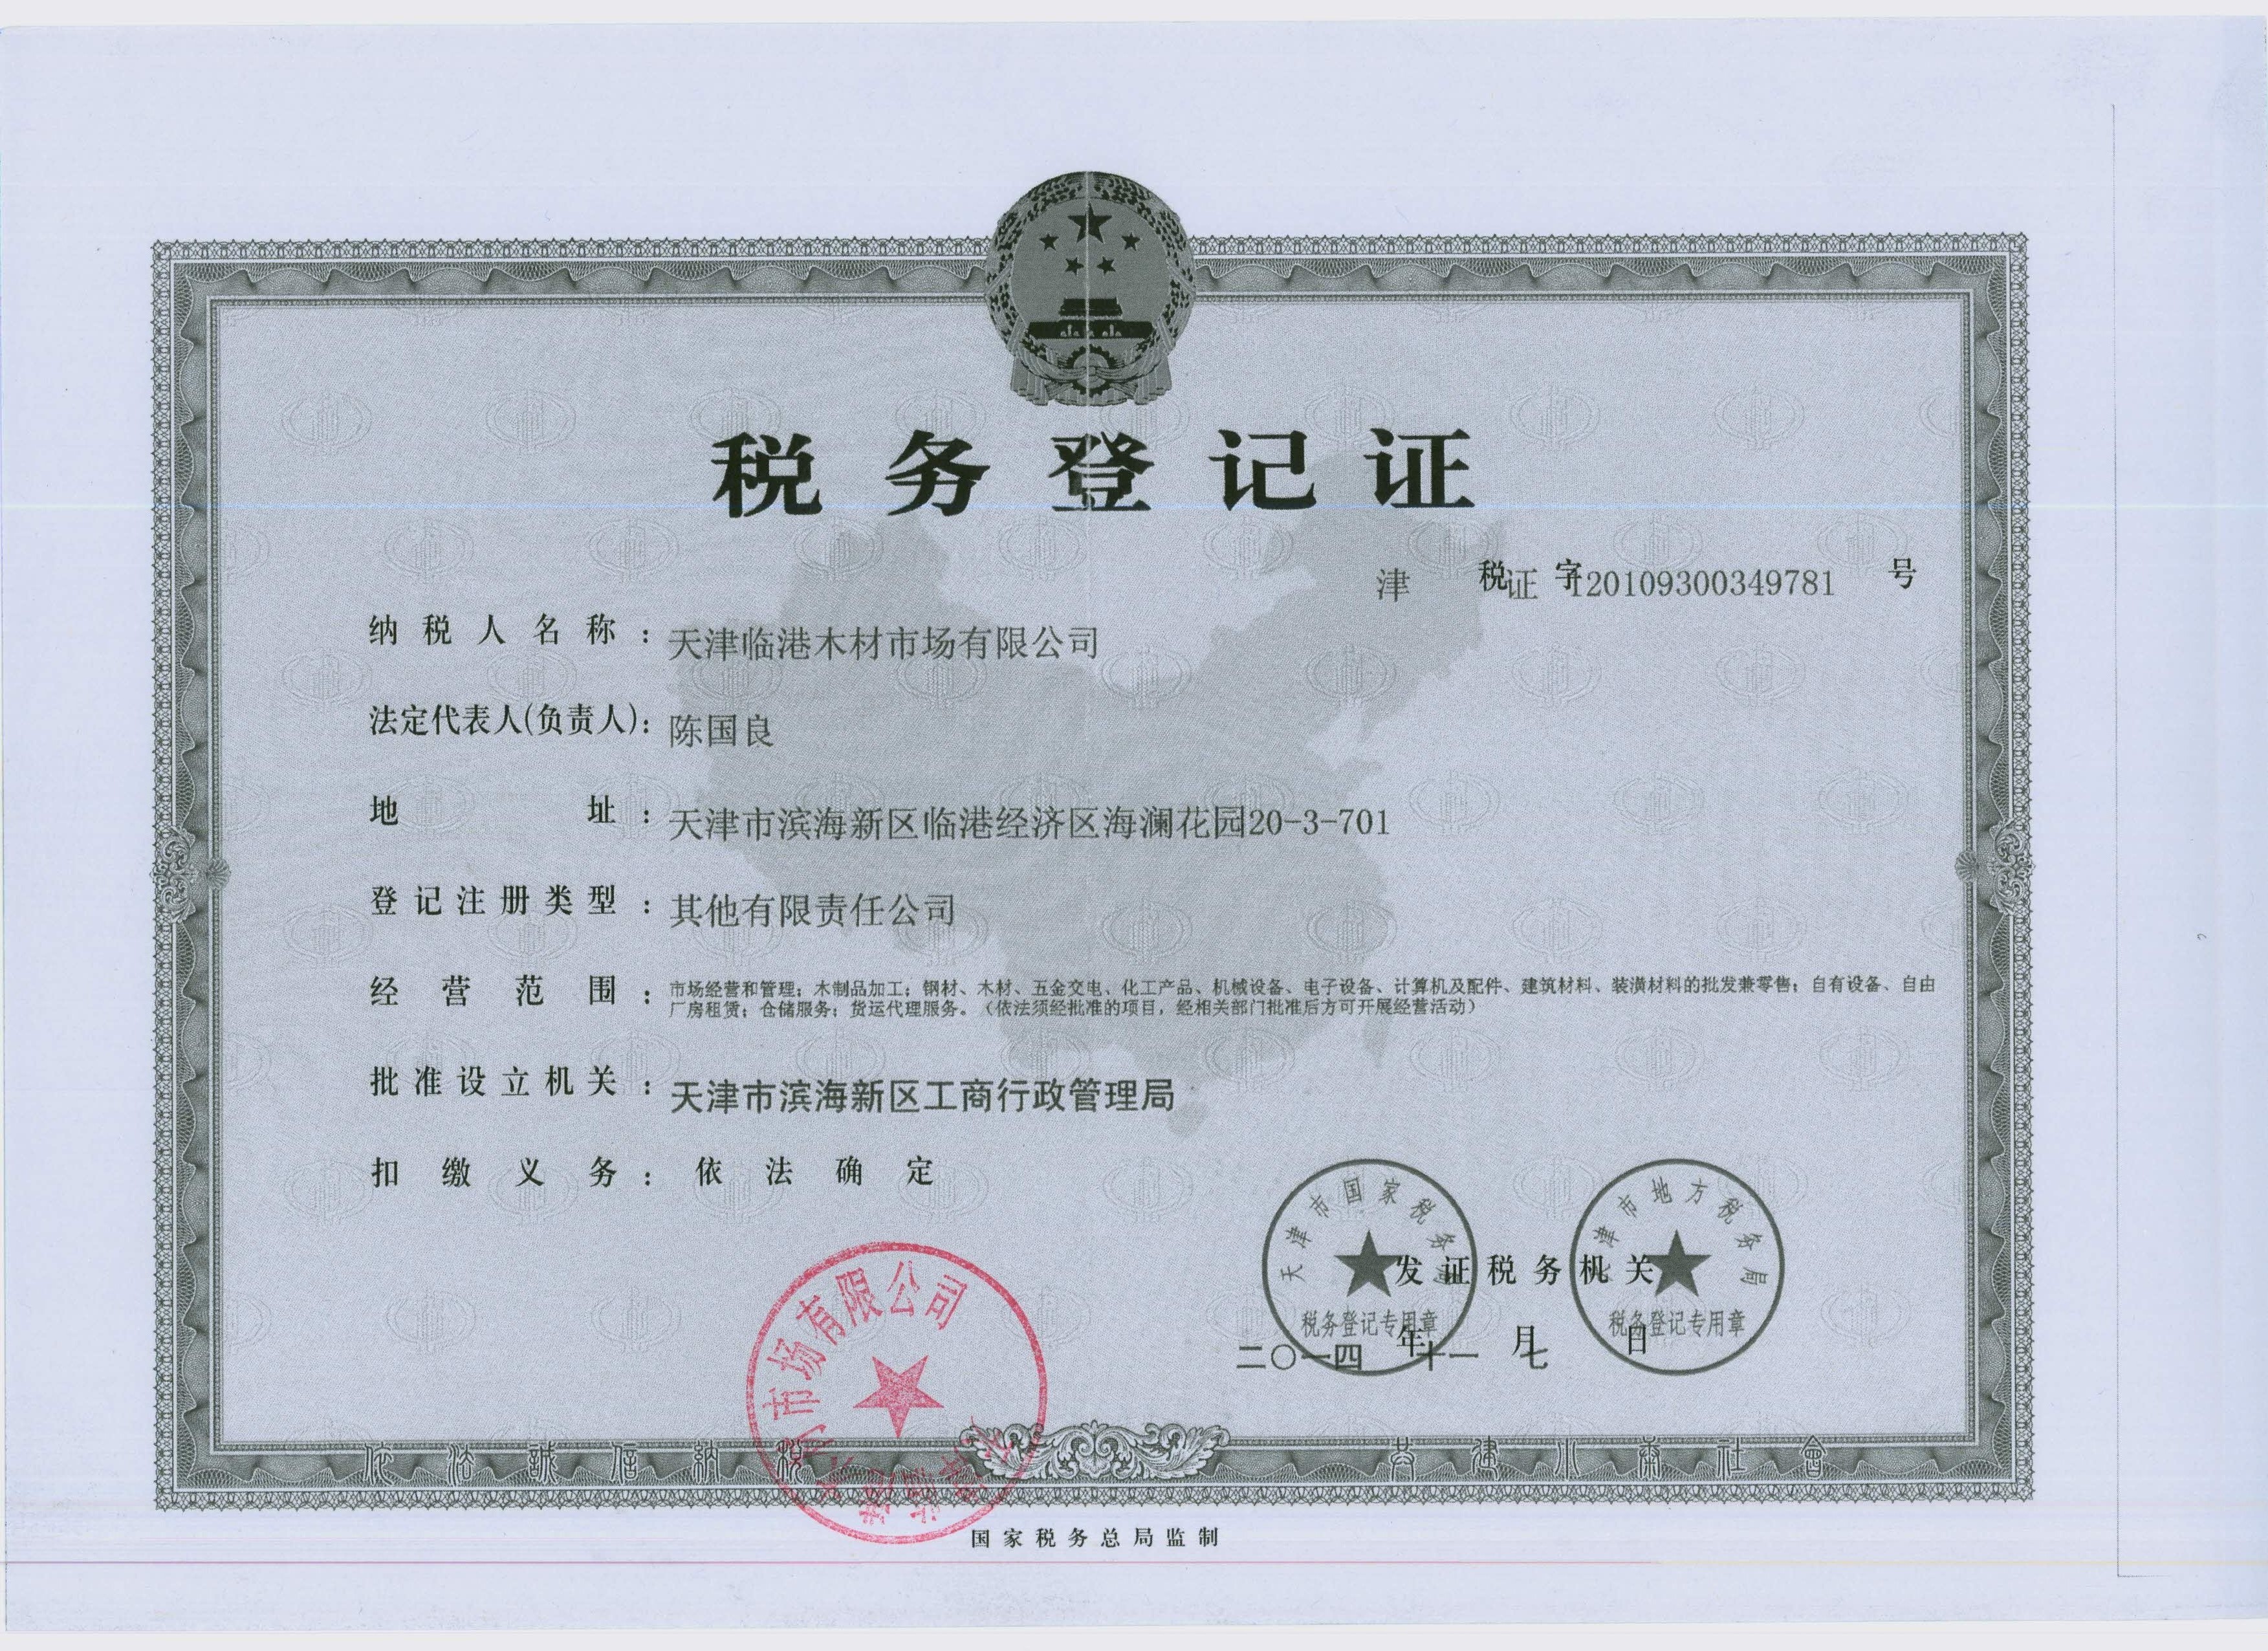 税务登记证
津 税证 字120109300349781 号
纳税人名称：天津临港木材市场有限公司
法定代表人(负责人)：陈国良
地址：天津市滨海新区临港经济区海澜花园20-3-701
登记注册类型：其他有限责任公司
经营范围：市场经营和管理；木制品加工；钢材、木材、五金交电、化工产品、机械设备、电子设备、计算机及配件、建筑材料、装潢材料的批发兼零售；自有设备、自由
厂房租赁；仓储服务；货运代理服务。（依法须经批准的项目，经相关部门批准后方可开展经营活动）
批准设立机关：天津市滨海新区工商行政管理局
扣缴义务：依法确定
天津市国家税务局
税务登记专用章
天津市地方税务局
税务登记专用章
发证税务机关
二〇一四年十一月七日
天津临港木材市场有限公司
依法誠信納稅
共建小康社會
国家税务总局监制